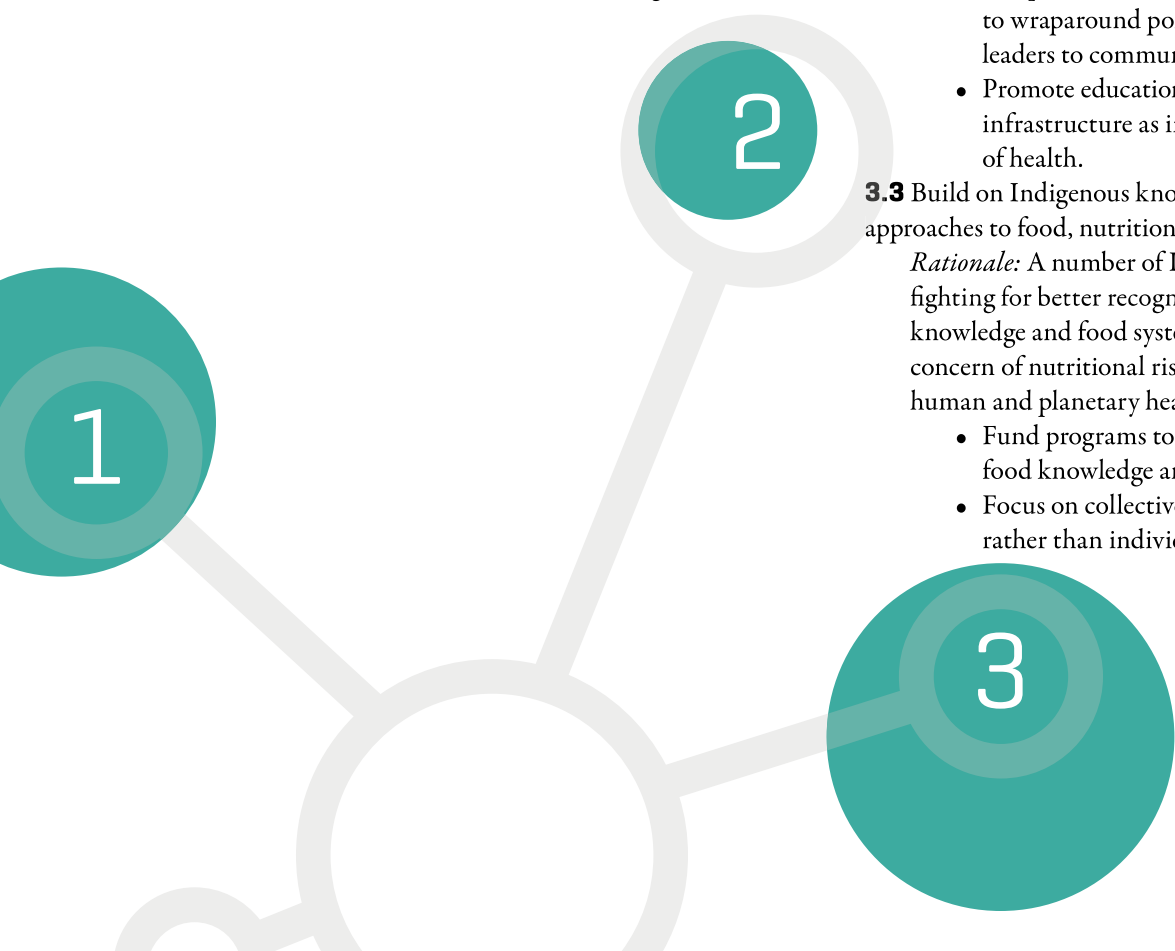 to wraparound po
leaders to commu
Promote education
infrastructure as i
of health.
3.3 Build on Indigenous kno
approaches to food, nutrition
Rationale: A number of I
fighting for better recogn
knowledge and food syst
concern of nutritional ris
human and planetary hea
Fund programs to
food knowledge a
Focus on collectiv
rather than indivi
1
2
3